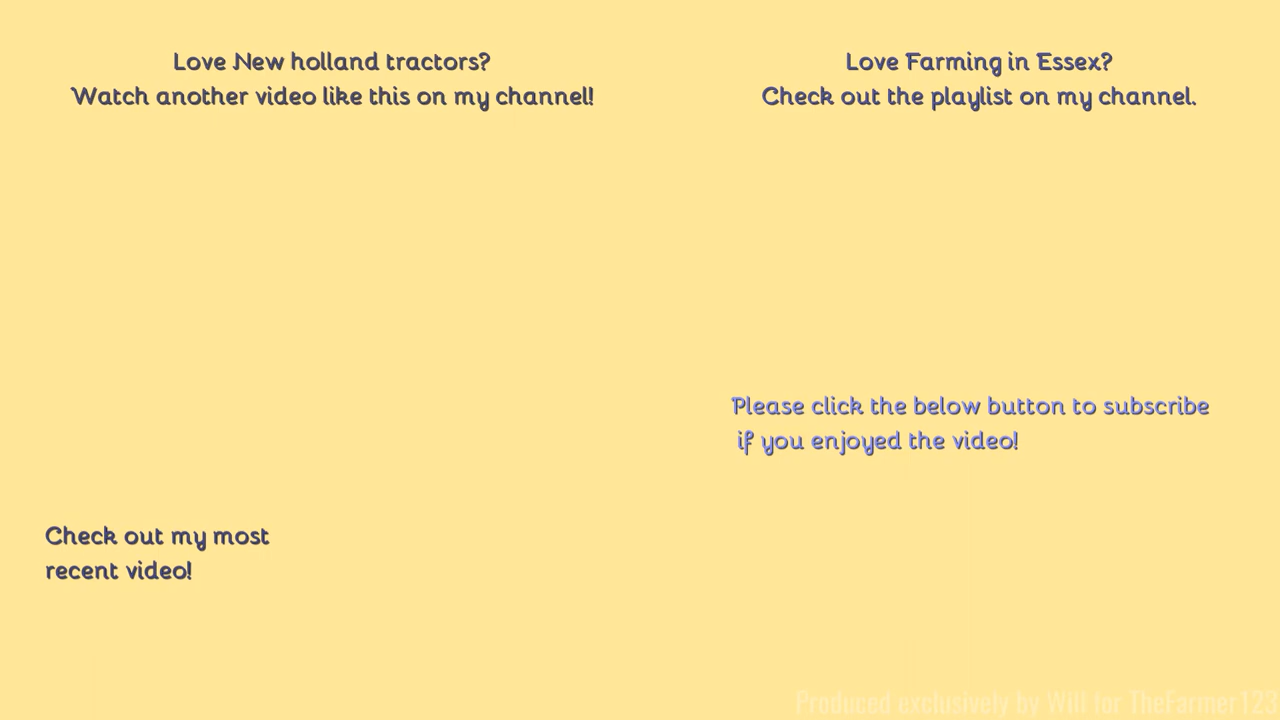 Love New holland tractors?
Watch another video like this on my channel!
Love Farming in Essex?
Check out the playlist on my channel.
Please click the below button to subscribe
if you enjoyed the video!
Check out my most
recent video!
Produced exclusively by Will for TheFarmer123